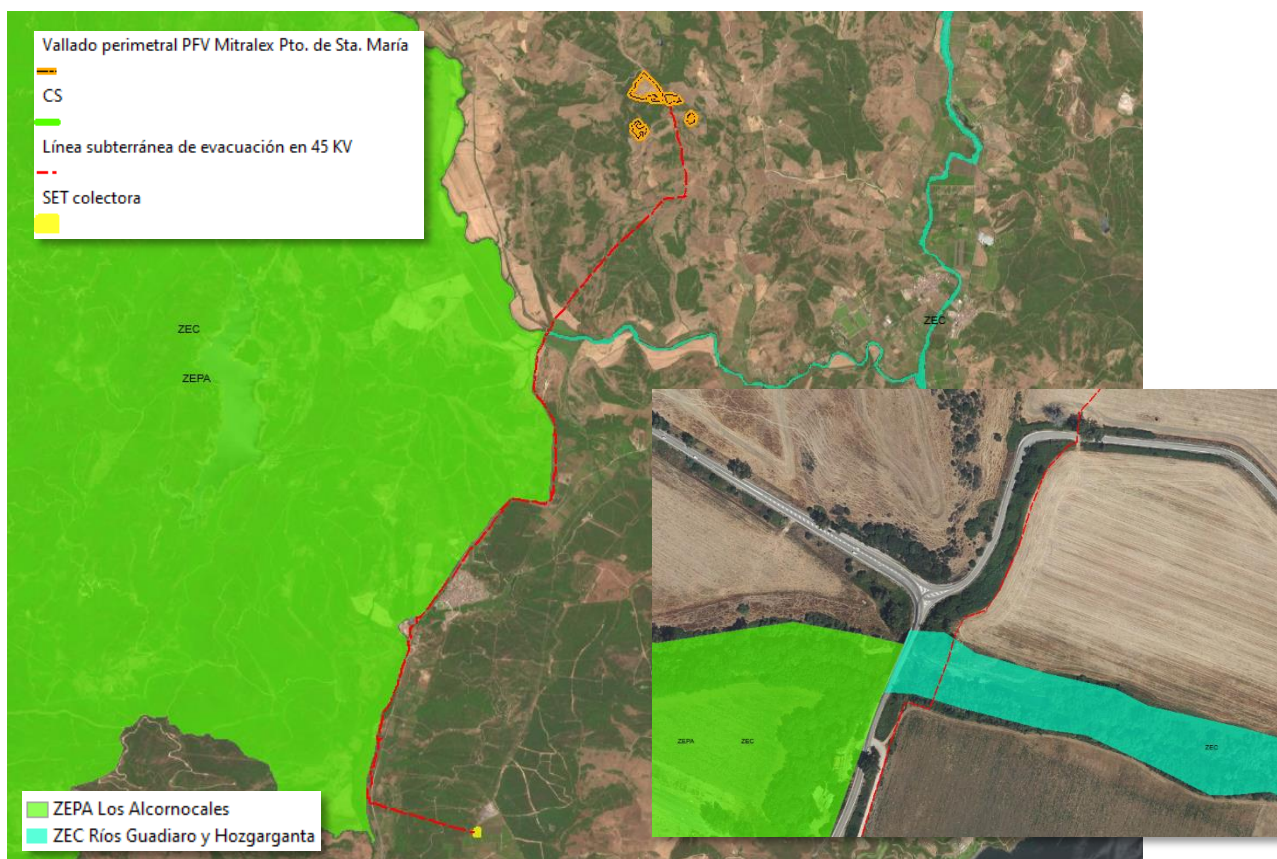 Vallado perimetral PFV Mitralex Pto. de Sta. María
CS
Línea subterránea de evacuación en 45 KV
SET colectora
ZEC
ZEPA
ZEC
ZEPA
ZEC
ZEC
ZEPA Los Alcornocales
ZEC Ríos Guadiaro y Hozgarganta